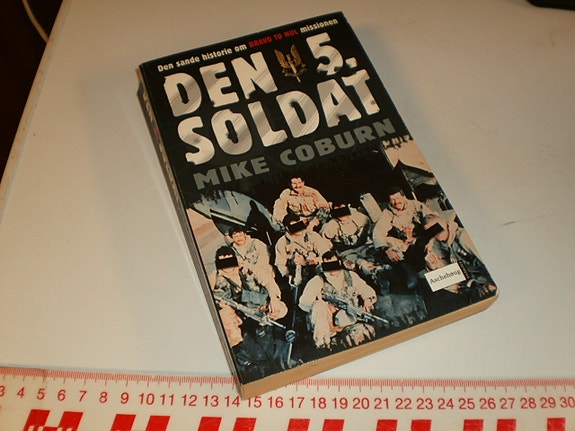 Den sande historie om BRAVO TO NUL missionen
DEN 5.
SOLDAT
MIKE COBURN
Aschehoug
3 4 5 6 7 8 9 10 11 12 13 14 15 16 17 18 19 20 21 22 23 24 25 26 27 28 29 30